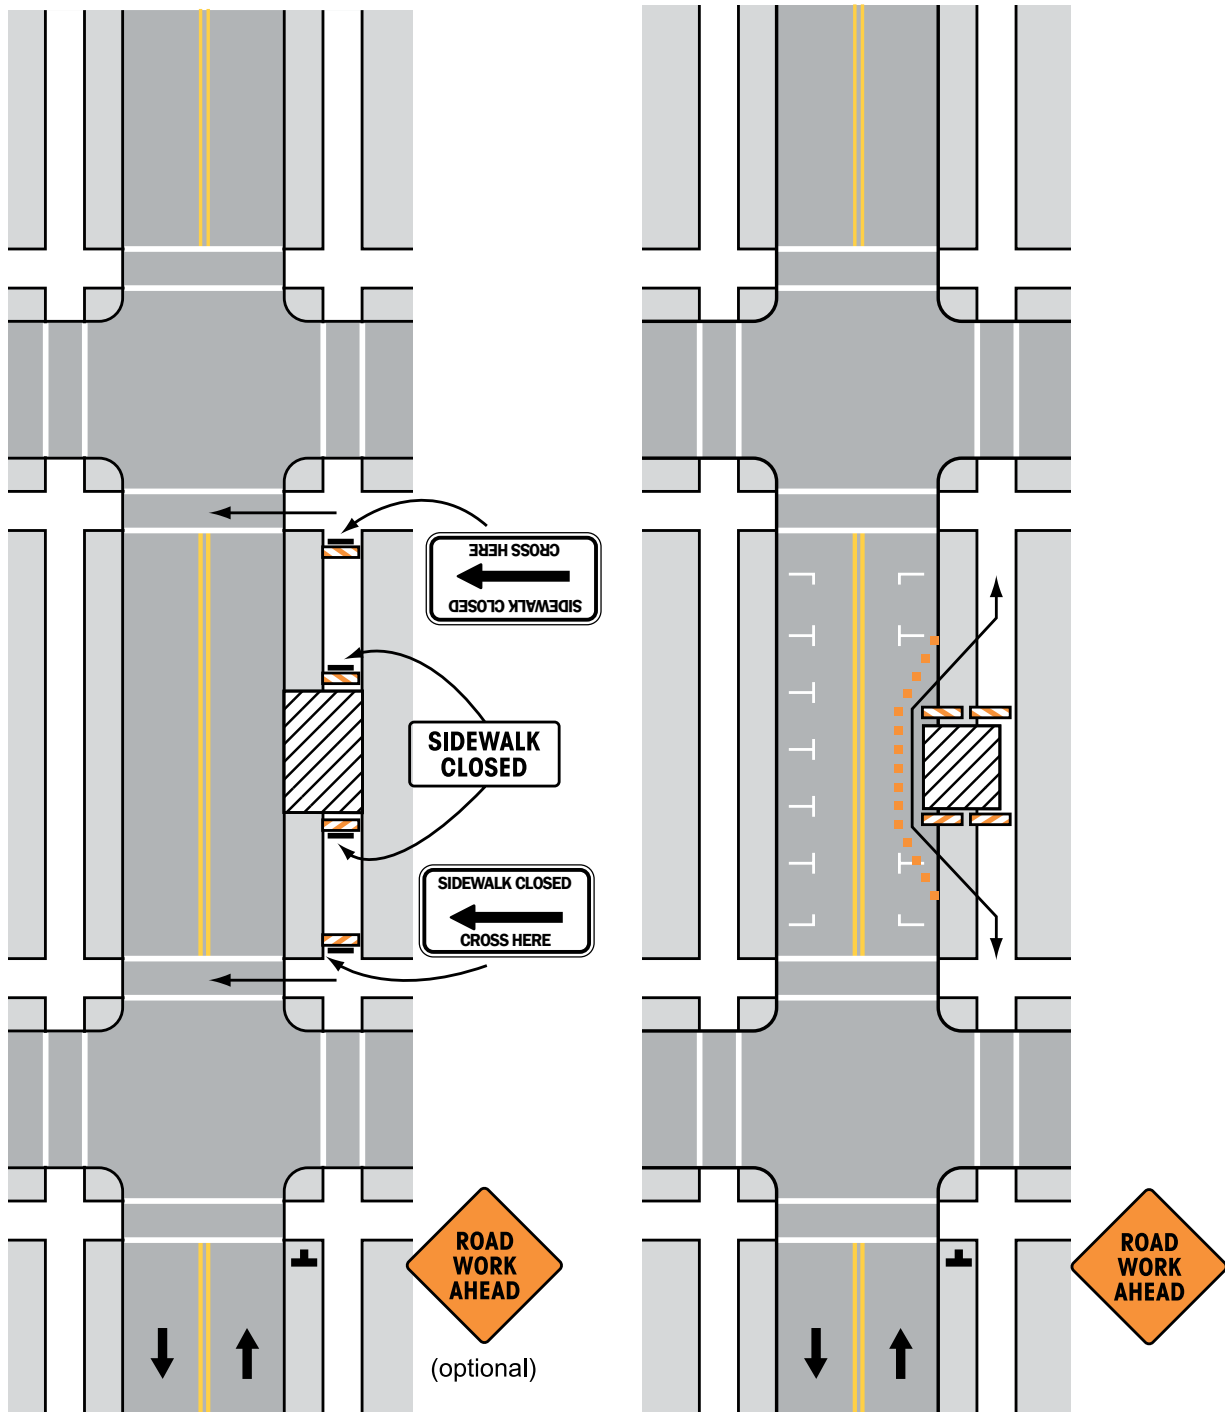 CROSS HERE
SIDEWALK CLOSED
SIDEWALK
CLOSED
SIDEWALK CLOSED
CROSS HERE
ROAD
WORK
AHEAD
(optional)
ROAD
WORK
AHEAD